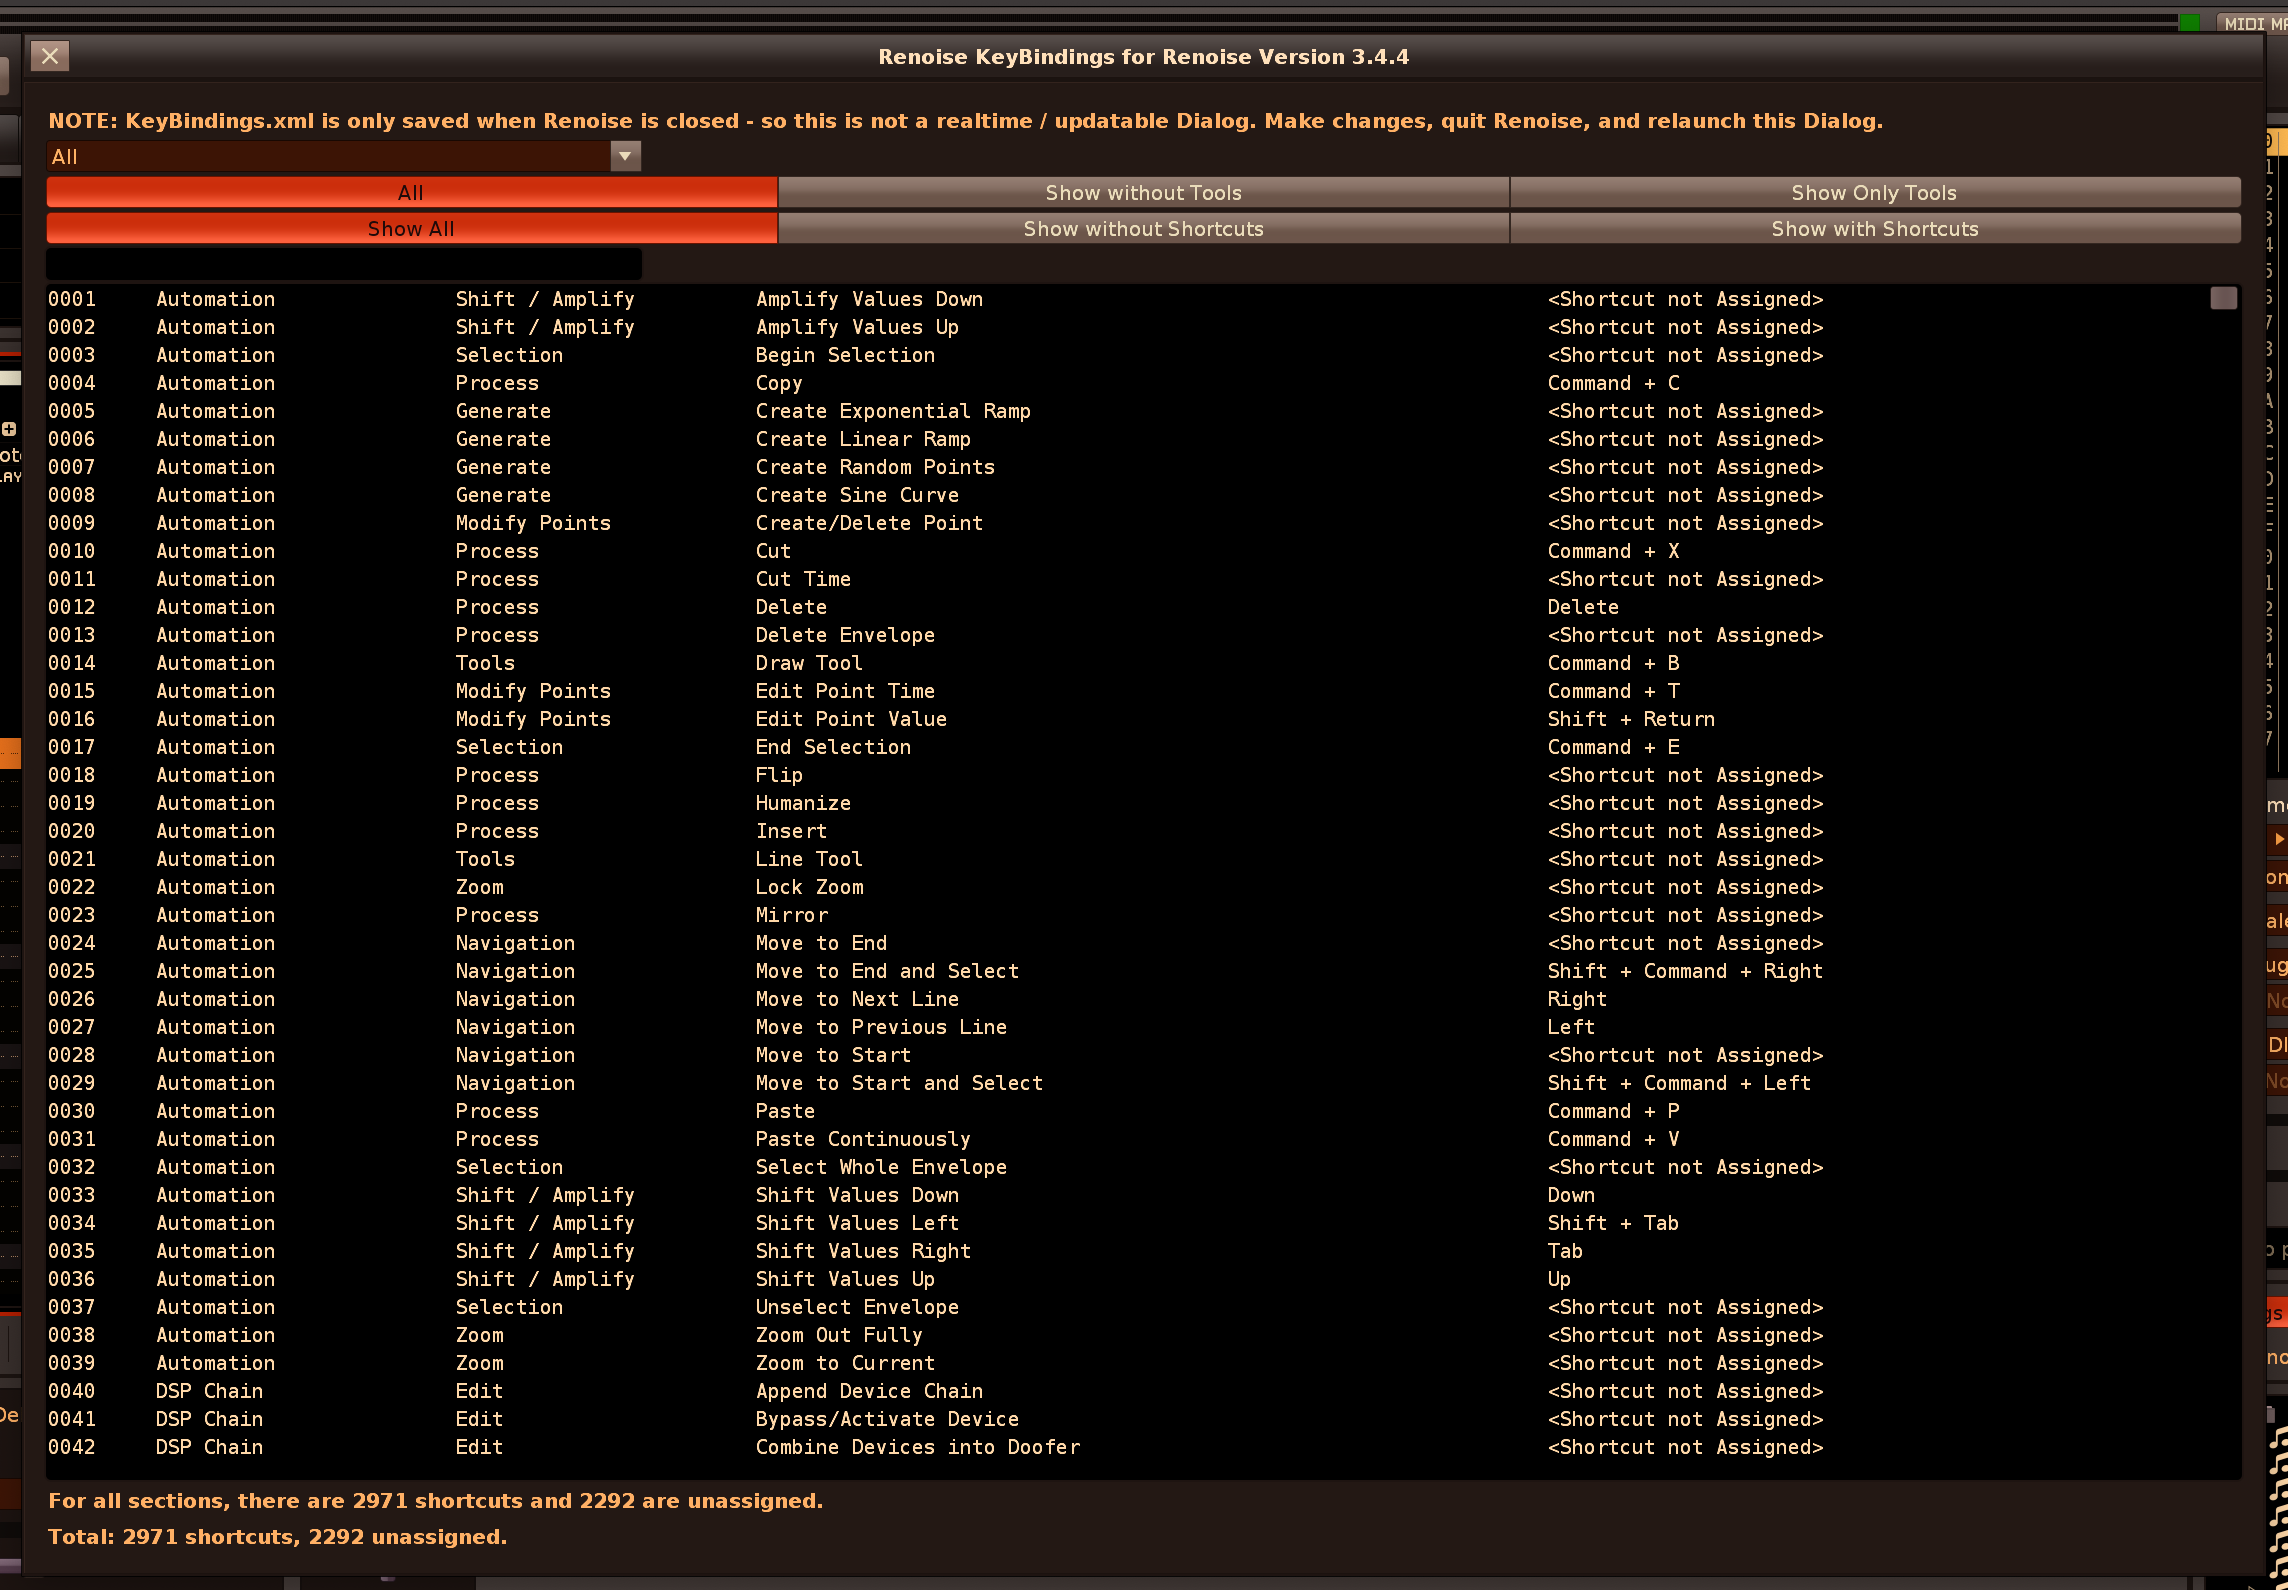 MIDI M
Renoise KeyBindings for Renoise Version 3.4.4
NOTE: KeyBindings.xml is only saved when Renoise is closed - so this is not a realtime / updatable Dialog. Make changes, quit Renoise, and relaunch this Dialog.
All
All Show without Tools Show Only Tools
Show All Show without Shortcuts Show with Shortcuts
0001 Automation Shift / Amplify Amplify Values Down <Shortcut not Assigned>
0002 Automation Shift / Amplify Amplify Values Up <Shortcut not Assigned>
0003 Automation Selection Begin Selection <Shortcut not Assigned>
0004 Automation Process Copy Command + C
0005 Automation Generate Create Exponential Ramp <Shortcut not Assigned>
0006 Automation Generate Create Linear Ramp <Shortcut not Assigned>
0007 Automation Generate Create Random Points <Shortcut not Assigned>
0008 Automation Generate Create Sine Curve <Shortcut not Assigned>
0009 Automation Modify Points Create/Delete Point <Shortcut not Assigned>
0010 Automation Process Cut Command + X
0011 Automation Process Cut Time <Shortcut not Assigned>
0012 Automation Process Delete Delete
0013 Automation Process Delete Envelope <Shortcut not Assigned>
0014 Automation Tools Draw Tool Command + B
0015 Automation Modify Points Edit Point Time Command + T
0016 Automation Modify Points Edit Point Value Shift + Return
0017 Automation Selection End Selection Command + E
0018 Automation Process Flip <Shortcut not Assigned>
0019 Automation Process Humanize <Shortcut not Assigned>
0020 Automation Process Insert <Shortcut not Assigned>
0021 Automation Tools Line Tool <Shortcut not Assigned>
0022 Automation Zoom Lock Zoom <Shortcut not Assigned>
0023 Automation Process Mirror <Shortcut not Assigned>
0024 Automation Navigation Move to End <Shortcut not Assigned>
0025 Automation Navigation Move to End and Select Shift + Command + Right
0026 Automation Navigation Move to Next Line Right
0027 Automation Navigation Move to Previous Line Left
0028 Automation Navigation Move to Start <Shortcut not Assigned>
0029 Automation Navigation Move to Start and Select Shift + Command + Left
0030 Automation Process Paste Command + P
0031 Automation Process Paste Continuously Command + V
0032 Automation Selection Select Whole Envelope <Shortcut not Assigned>
0033 Automation Shift / Amplify Shift Values Down Down
0034 Automation Shift / Amplify Shift Values Left Shift + Tab
0035 Automation Shift / Amplify Shift Values Right Tab
0036 Automation Shift / Amplify Shift Values Up Up
0037 Automation Selection Unselect Envelope <Shortcut not Assigned>
0038 Automation Zoom Zoom Out Fully <Shortcut not Assigned>
0039 Automation Zoom Zoom to Current <Shortcut not Assigned>
0040 DSP Chain Edit Append Device Chain <Shortcut not Assigned>
0041 DSP Chain Edit Bypass/Activate Device <Shortcut not Assigned>
0042 DSP Chain Edit Combine Devices into Doofer <Shortcut not Assigned>
For all sections, there are 2971 shortcuts and 2292 are unassigned.
Total: 2971 shortcuts, 2292 unassigned.